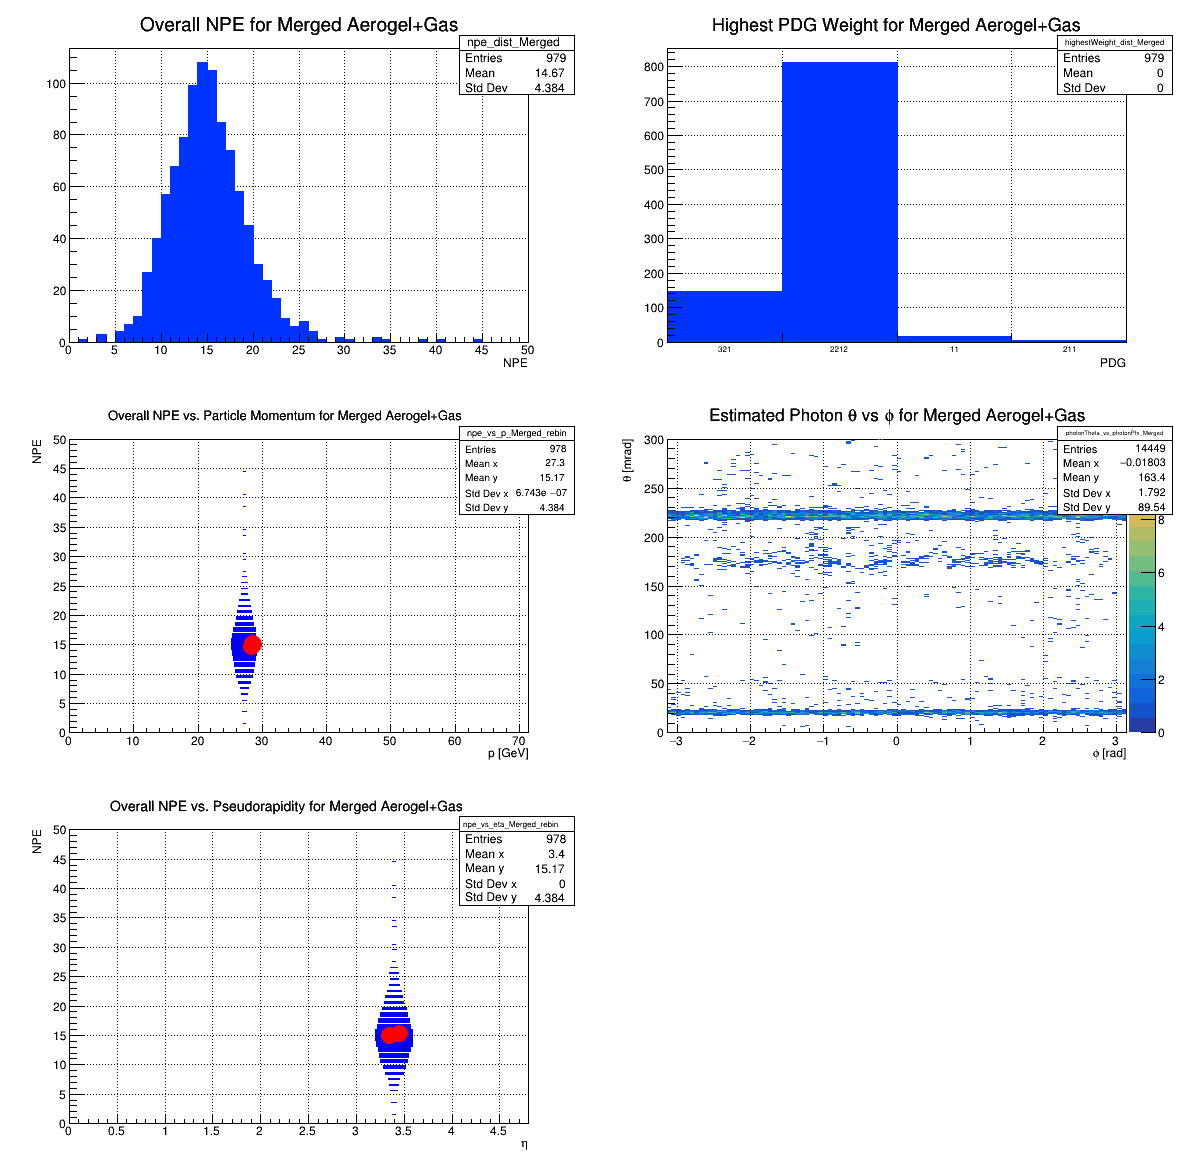 Overall NPE for Merged Aerogel+Gas
npe_dist_Merged
Entries 979
Mean 14.67
Std Dev 4.384
100
80
60
40
20
0
0 5 10 15 20 25 30 35 40 45 50
NPE
Highest PDG Weight for Merged Aerogel+Gas
highestWeight_dist_Merged
Entries 979
Mean 0
Std Dev 0
800
700
600
500
400
300
200
100
0
321 2212 11 211
PDG
Overall NPE vs. Particle Momentum for Merged Aerogel+Gas
npe_vs_p_Merged_rebin
Entries 978
Mean x 27.3
Mean y 15.17
Std Dev x 6.743e −07
Std Dev y 4.384
NPE
50
45
40
35
30
25
20
15
10
5
0
0 10 20 30 40 50 60 70
p [GeV]
Estimated Photon θ vs ϕ for Merged Aerogel+Gas
photonTheta_vs_photonPhi_Merged
Entries 14449
Mean x −0.01803
Mean y 163.4
Std Dev x 1.792
Std Dev y 89.54
θ [mrad]
300
250
200
150
100
50
0
−3 −2 −1 0 1 2 3
ϕ [rad]
8
6
4
2
0
Overall NPE vs. Pseudorapidity for Merged Aerogel+Gas
npe_vs_eta_Merged_rebin
Entries 978
Mean x 3.4
Mean y 15.17
Std Dev x 0
Std Dev y 4.384
NPE
50
45
40
35
30
25
20
15
10
5
0
0 0.5 1 1.5 2 2.5 3 3.5 4 4.5
η